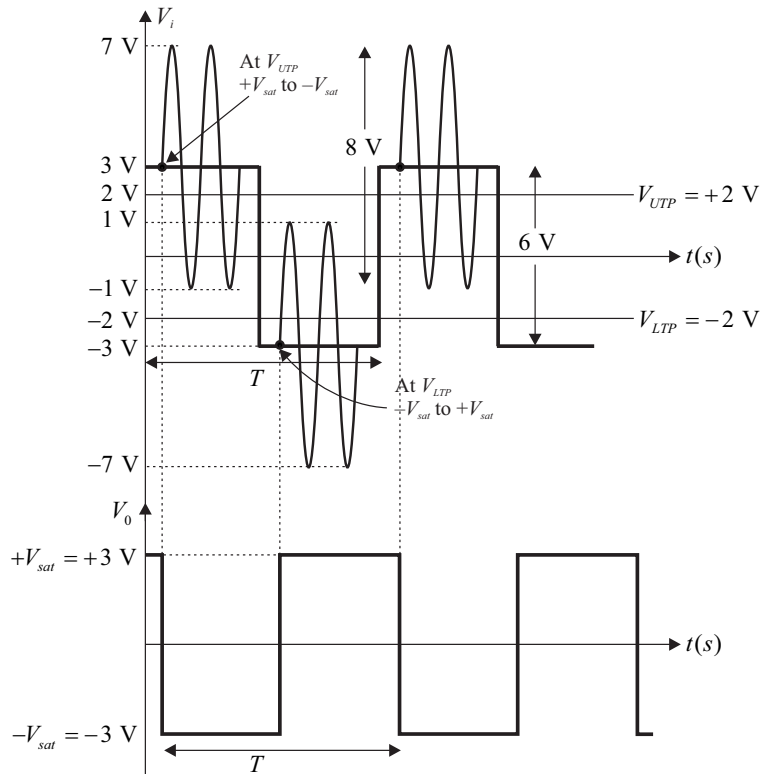 V_i
7 V
At V_UTP
+V_sat to −V_sat
8 V
3 V
2 V
V_UTP = +2 V
1 V
6 V
t(s)
−1 V
−2 V
V_LTP = −2 V
−3 V
T
At V_LTP
−V_sat to +V_sat
−7 V
V_0
+V_sat = +3 V
t(s)
−V_sat = −3 V
T